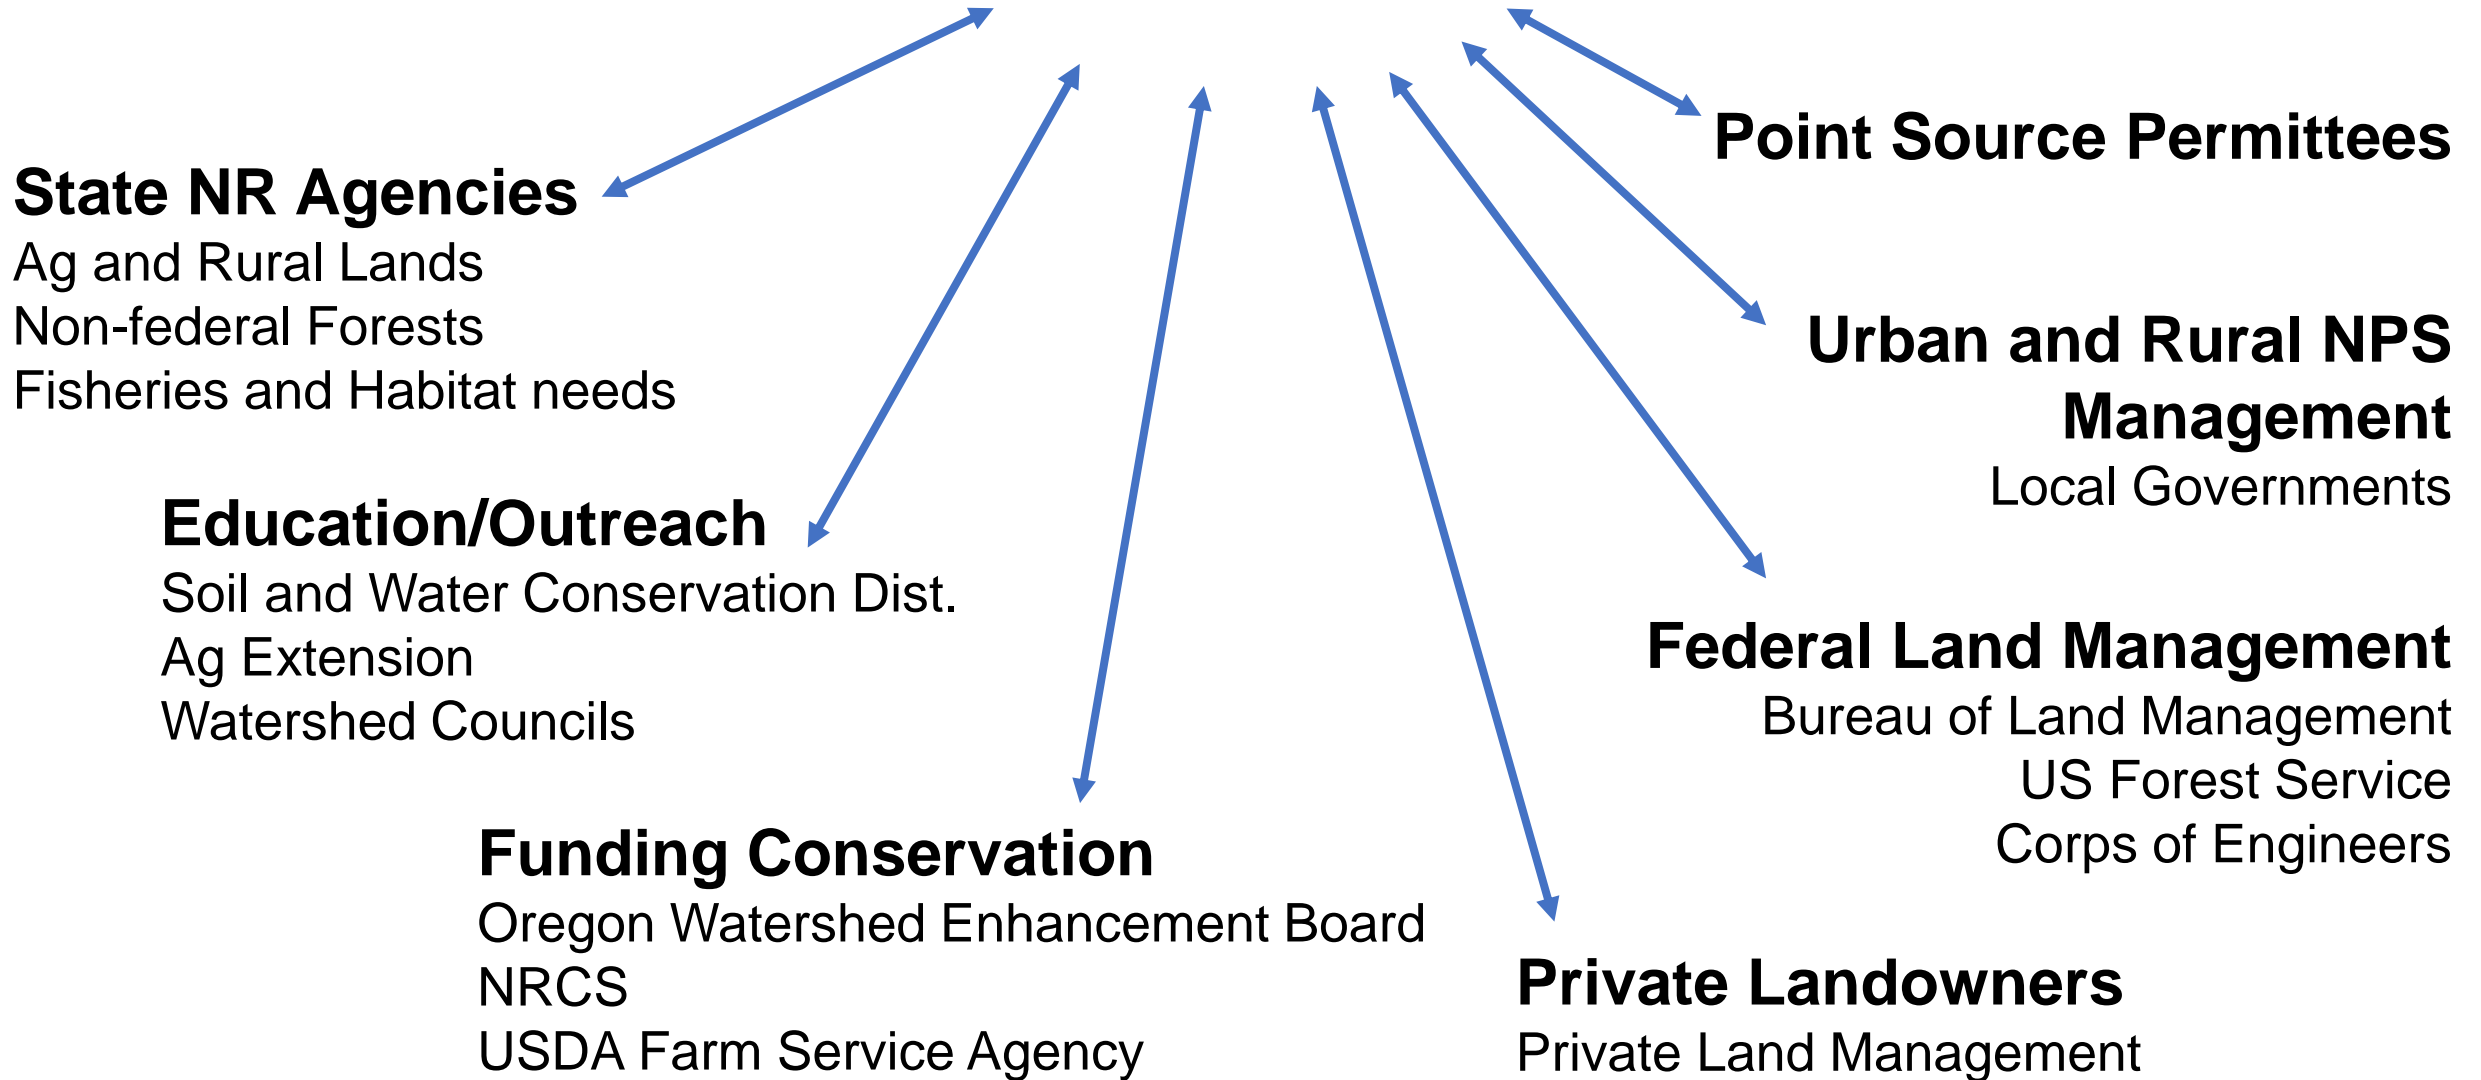 State NR Agencies
Ag and Rural Lands
Non-federal Forests
Fisheries and Habitat needs
Education/Outreach
Soil and Water Conservation Dist.
Ag Extension
Watershed Councils
Funding Conservation
Oregon Watershed Enhancement Board
NRCS
USDA Farm Service Agency
Private Landowners
Private Land Management
Federal Land Management
Bureau of Land Management
US Forest Service
Corps of Engineers
Urban and Rural NPS
Management
Local Governments
Point Source Permittees